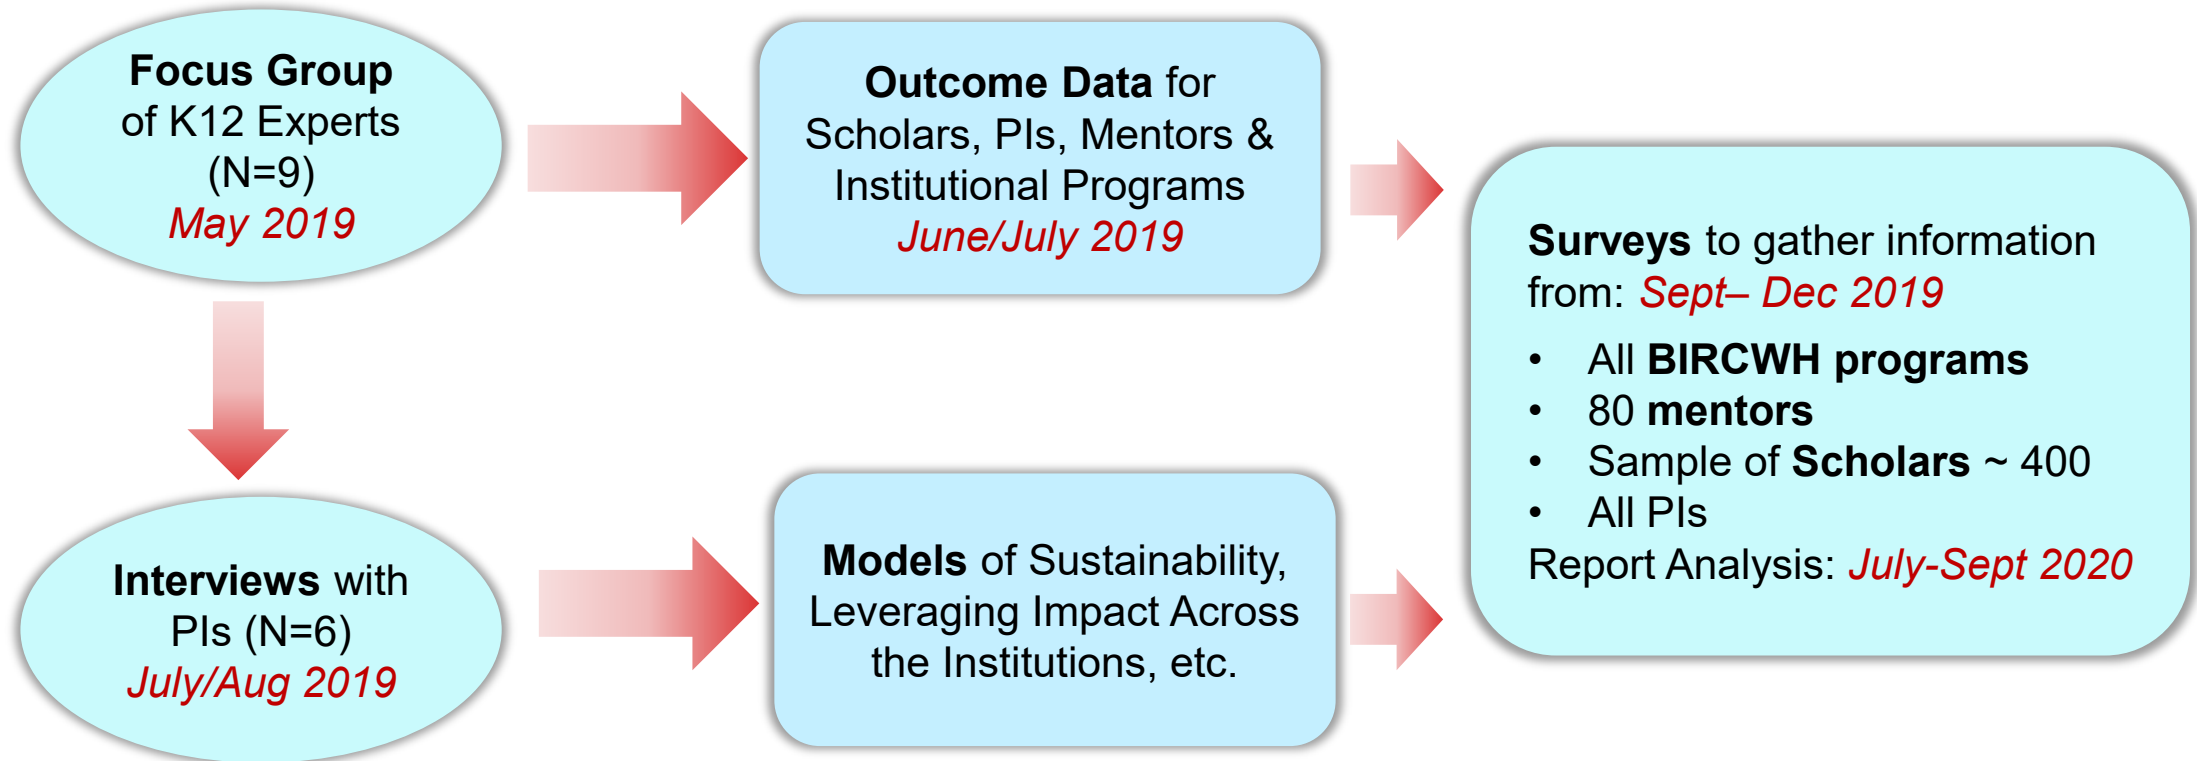 Focus Group
of K12 Experts
(N=9)
May 2019
Outcome Data for
Scholars, PIs, Mentors &
Institutional Programs
June/July 2019
Interviews with
PIs (N=6)
July/Aug 2019
Models of Sustainability,
Leveraging Impact Across
the Institutions, etc.
Surveys to gather information
from: Sept– Dec 2019
• All BIRCWH programs
• 80 mentors
• Sample of Scholars ~ 400
• All PIs
Report Analysis: July-Sept 2020